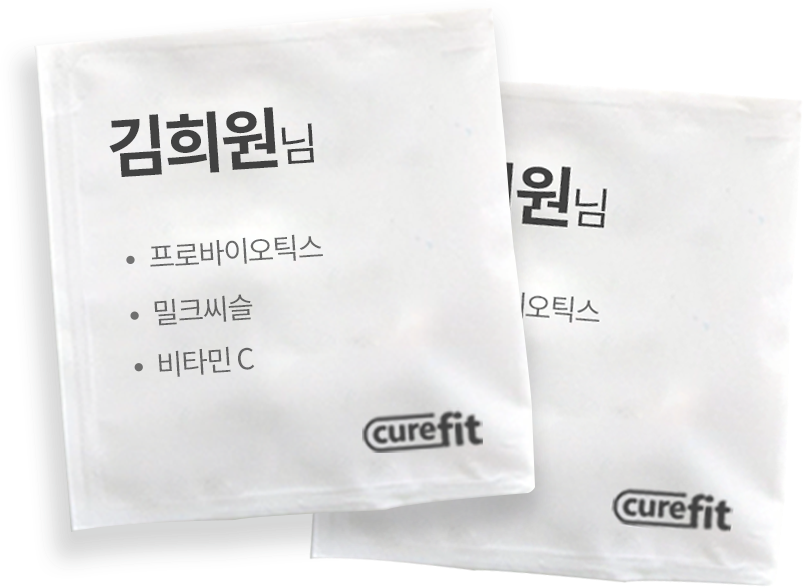 김희원님
• 프로바이오틱스
• 밀크씨슬
• 비타민 C
curefit
원님
이오틱스
curefit